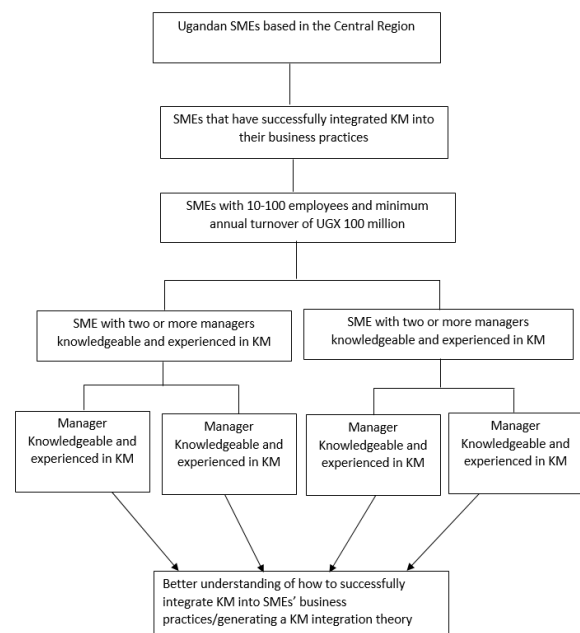 Ugandan SMEs based in the Central Region
SMEs that have successfully integrated KM into
their business practices
SMEs with 10-100 employees and minimum
annual turnover of UGX 100 million
SME with two or more managers
knowledgeable and experienced in KM
SME with two or more managers
knowledgeable and experienced in KM
Manager
Knowledgeable and
experienced in KM
Manager
Knowledgeable and
experienced in KM
Manager
Knowledgeable and
experienced in KM
Manager
Knowledgeable and
experienced in KM
Better understanding of how to successfully
integrate KM into SMEs’ business
practices/generating a KM integration theory